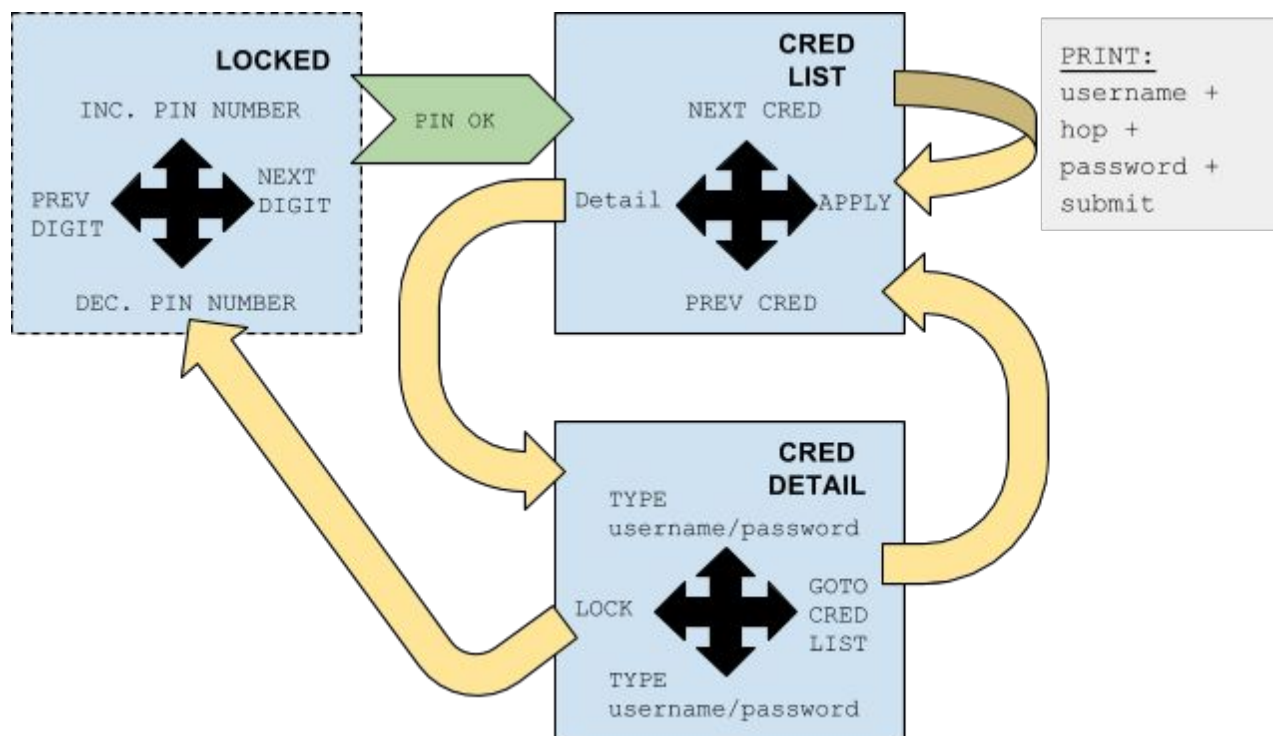 LOCKED
INC. PIN NUMBER
PREV
DIGIT
NEXT
DIGIT
DEC. PIN NUMBER
PIN OK
CRED
LIST
NEXT CRED
Detail
APPLY
PREV CRED
PRINT:
username +
hop +
password +
submit
CRED
DETAIL
TYPE
username/password
LOCK
GOTO
CRED
LIST
TYPE
username/password